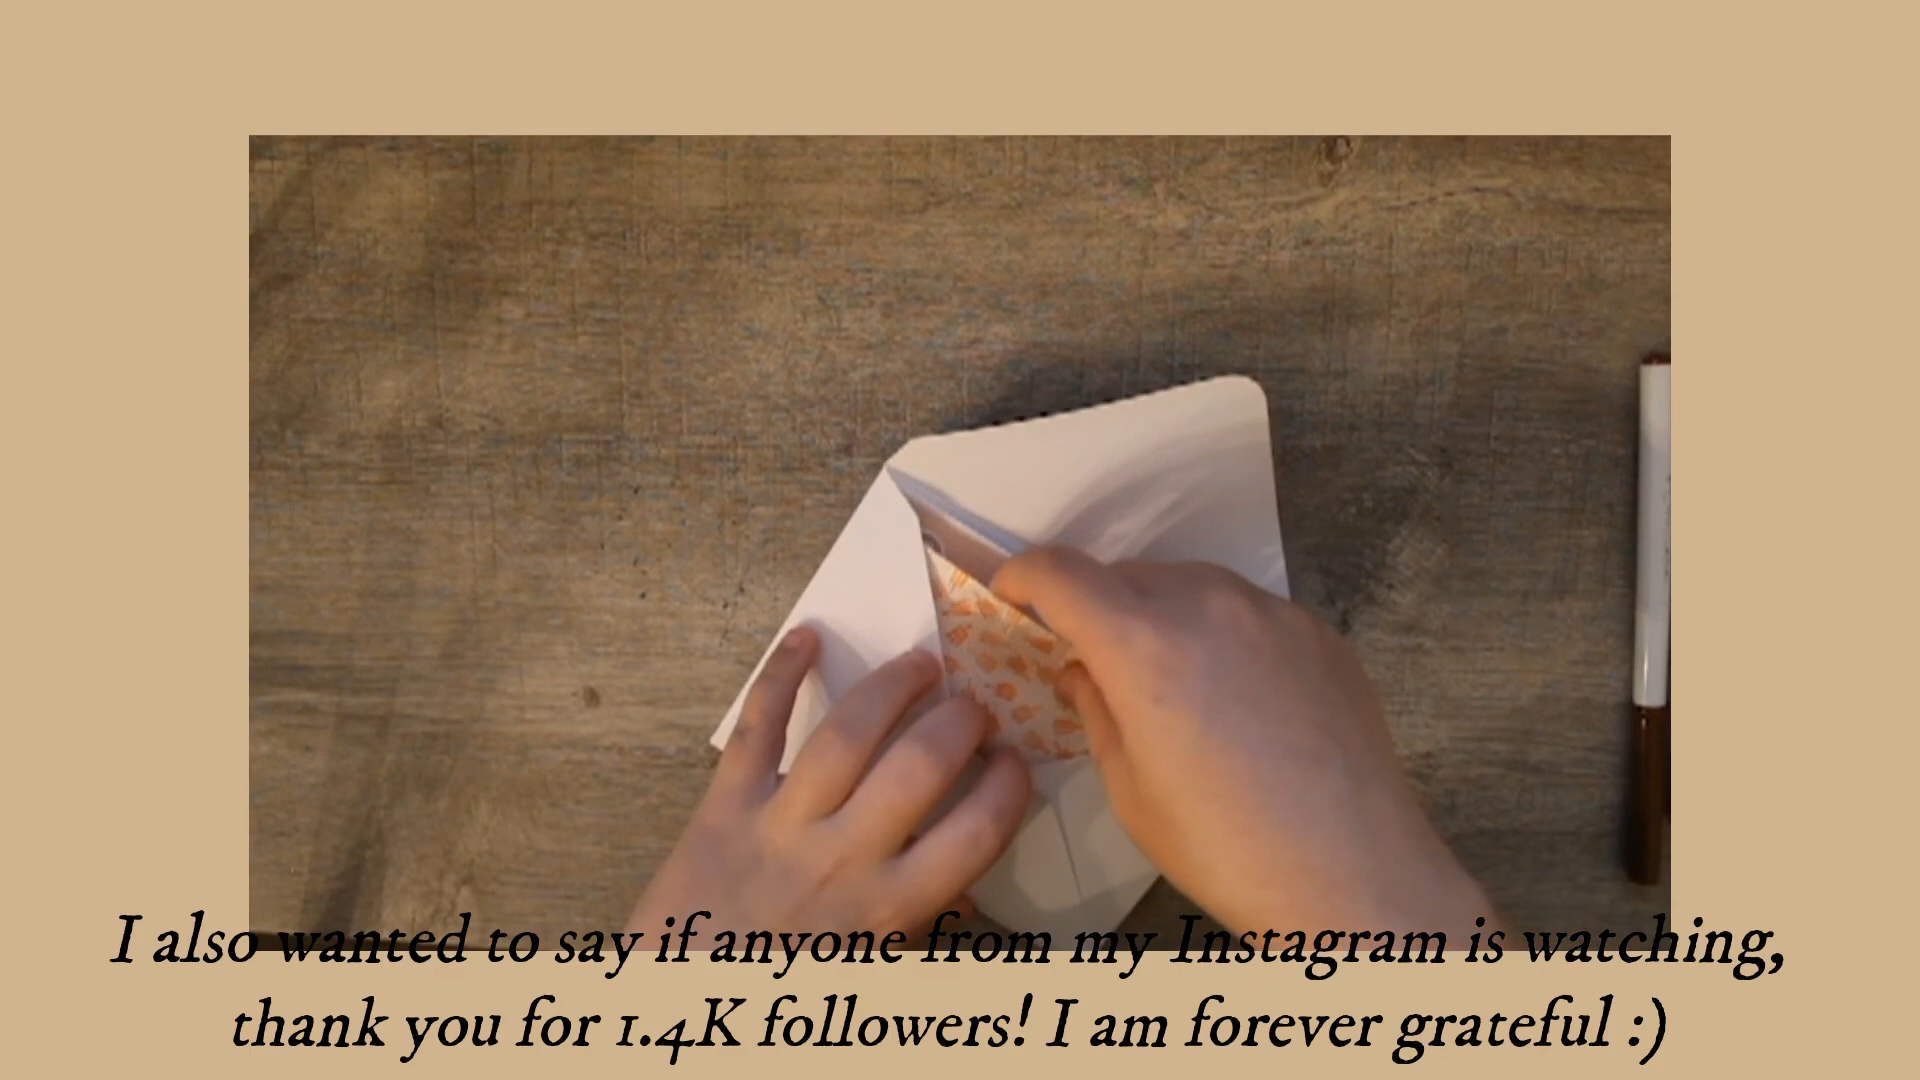 I also wanted to say if anyone from my Instagram is watching,
thank you for 1.4K followers! I am forever grateful :)